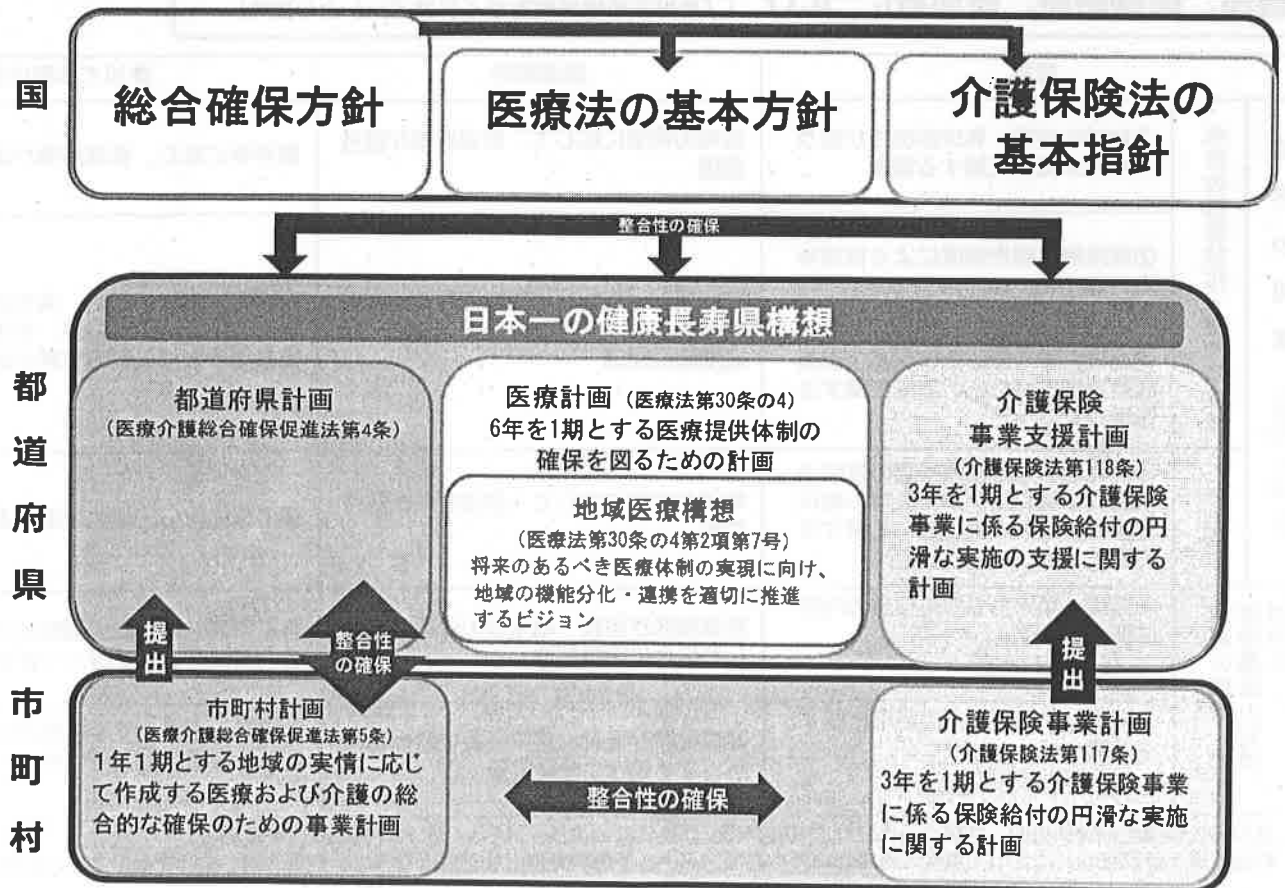 国
総合確保方針
医療法の基本方針
介護保険法の
基本指針
整合性の確保
都道府県
日本一の健康長寿県構想
都道府県計画
(医療介護総合確保促進法第4条)
医療計画 (医療法第30条の4)
6年を1期とする医療提供体制の
確保を図るための計画
地域医療構想
(医療法第30条の4第2項第7号)
将来のあるべき医療体制の実現に向け、
地域の機能分化・連携を適切に推進
するビジョン
介護保険
事業支援計画
(介護保険法第118条)
3年を1期とする介護保険
事業に係る保険給付の円
滑な実施の支援に関する
計画
提出
整合性
の確保
提出
市町村
市町村計画
(医療介護総合確保促進法第5条)
1年1期とする地域の実情に応じ
て作成する医療および介護の総
合的な確保のための事業計画
整合性の確保
介護保険事業計画
(介護保険法第117条)
3年を1期とする介護保険事業
に係る保険給付の円滑な実施
に関する計画